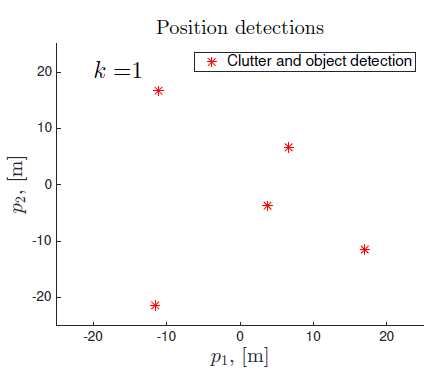 Position detections
k =1
Clutter and object detection
20
10
0
-10
-20
p₂, [m]
-20 -10 0 10 20
p₁, [m]